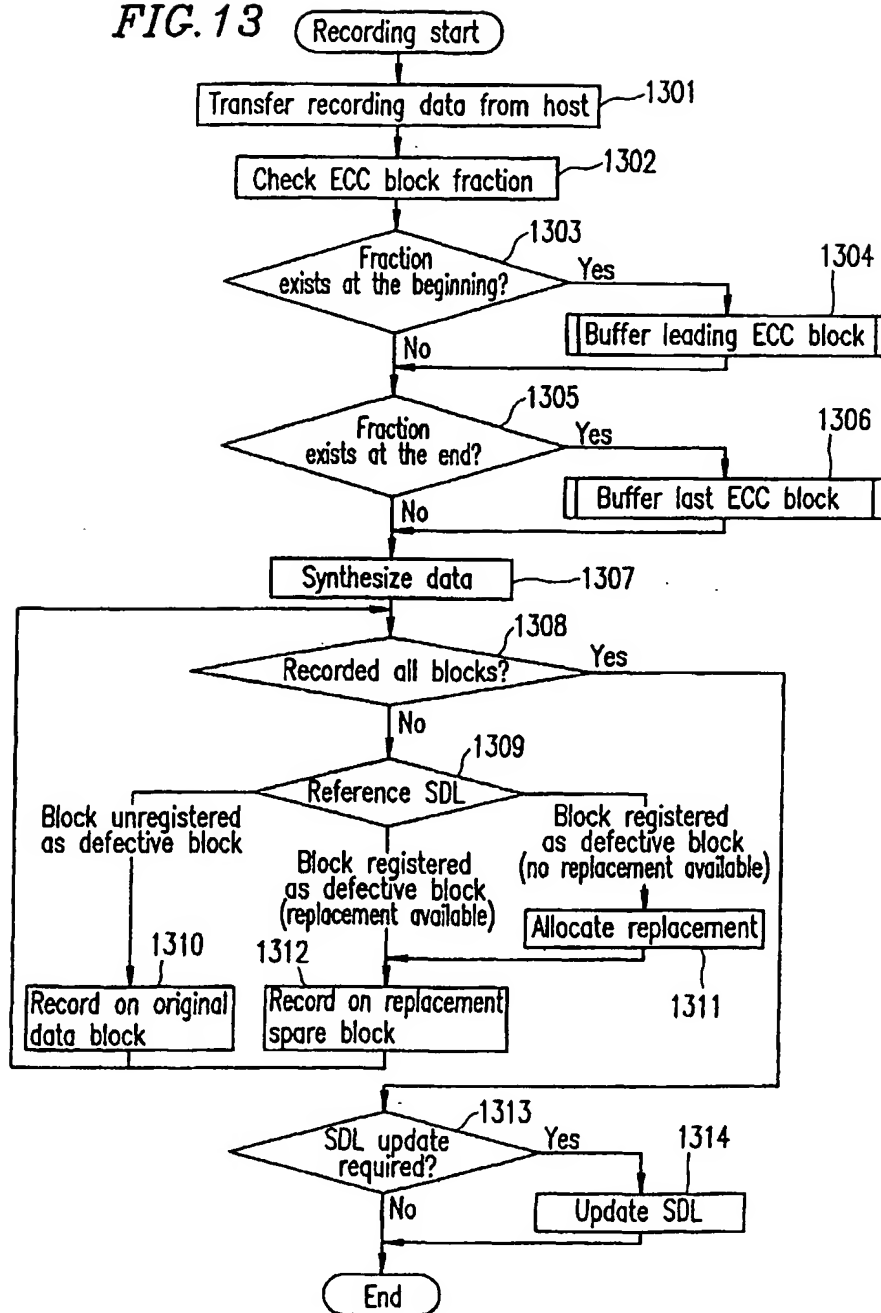 FIG. 13
Recording start
Transfer recording data from host
1301
Check ECC block fraction
1302
1303
Fraction
exists at the beginning?
Yes
1304
Buffer leading ECC block
No
1305
Fraction
exists at the end?
Yes
1306
Buffer last ECC block
No
Synthesize data
1307
1308
Recorded all blocks?
Yes
No
1309
Reference SDL
Block unregistered
as defective block
Block registered
as defective block
(replacement available)
Block registered
as defective block
(no replacement available)
Allocate replacement
1311
1310
Record on original
data block
1312
Record on replacement
spare block
1313
SDL update
required?
Yes
1314
Update SDL
No
End